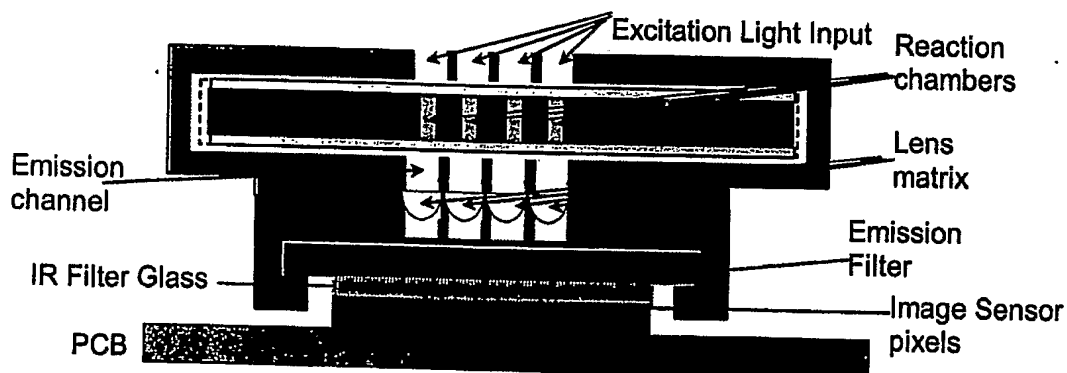 Excitation Light Input
Reaction
chambers
Emission
channel
Lens
matrix
Emission
Filter
IR Filter Glass
Image Sensor
pixels
PCB